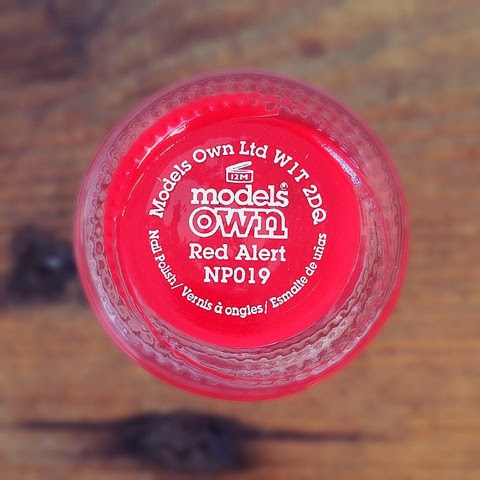 Models Own Ltd W1T 2DQ
12M
models
OWN
Red Alert
NP019
Nail Polish/Vernis à ongles/Esmalte de uñas